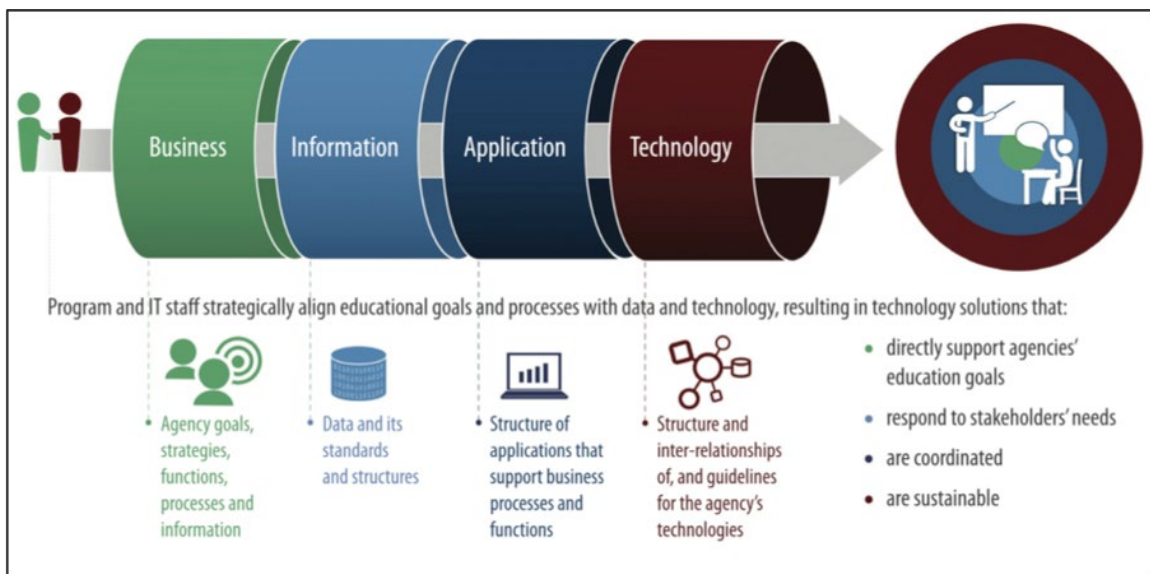 Business
Information
Application
Technology
Program and IT staff strategically align educational goals and processes with data and technology, resulting in technology solutions that:
• Agency goals,
strategies,
functions,
processes and
information
• Data and its
standards
and structures
• Structure of
applications that
support business
processes and
functions
• Structure and
inter-relationships
of, and guidelines
for the agency's
technologies
• directly support agencies'
education goals
• respond to stakeholders' needs
• are coordinated
• are sustainable